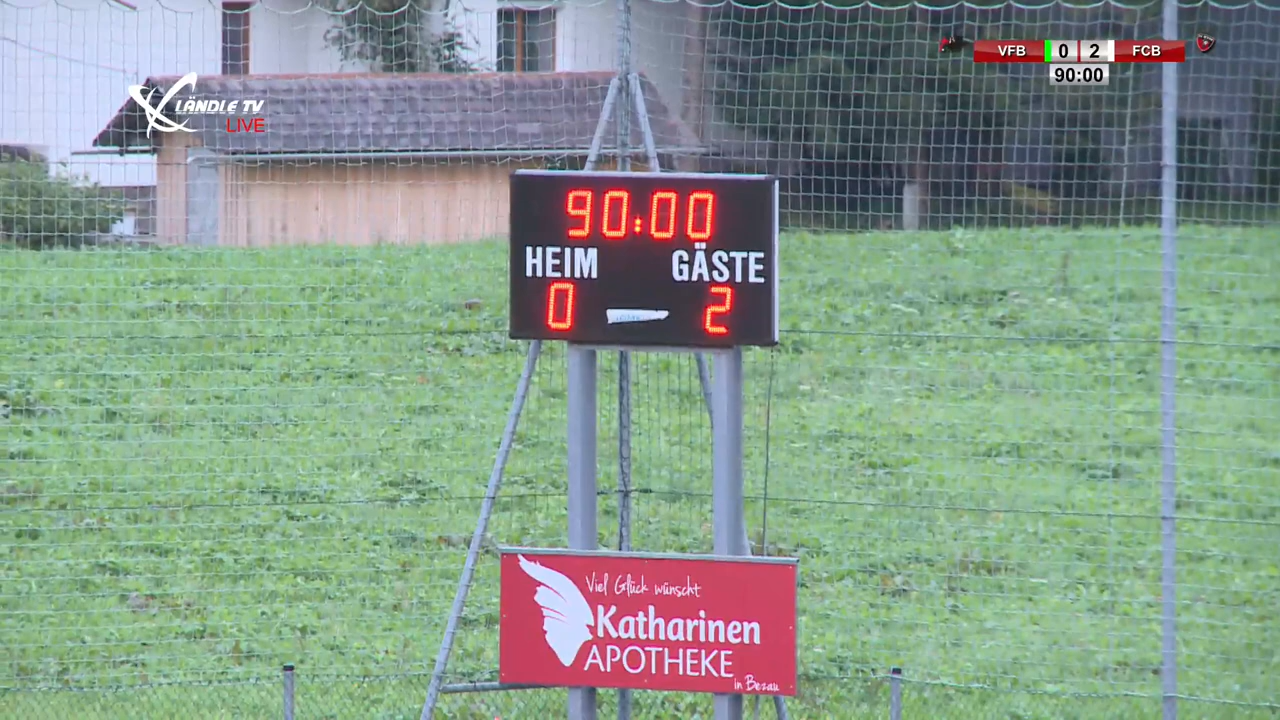 LÄNDLE TV
LIVE
VFB 0 2 FCB
90:00
90:00
HEIM GÄSTE
0 2
Viel Glück wünscht
Katharinen
APOTHEKE
in Bezau